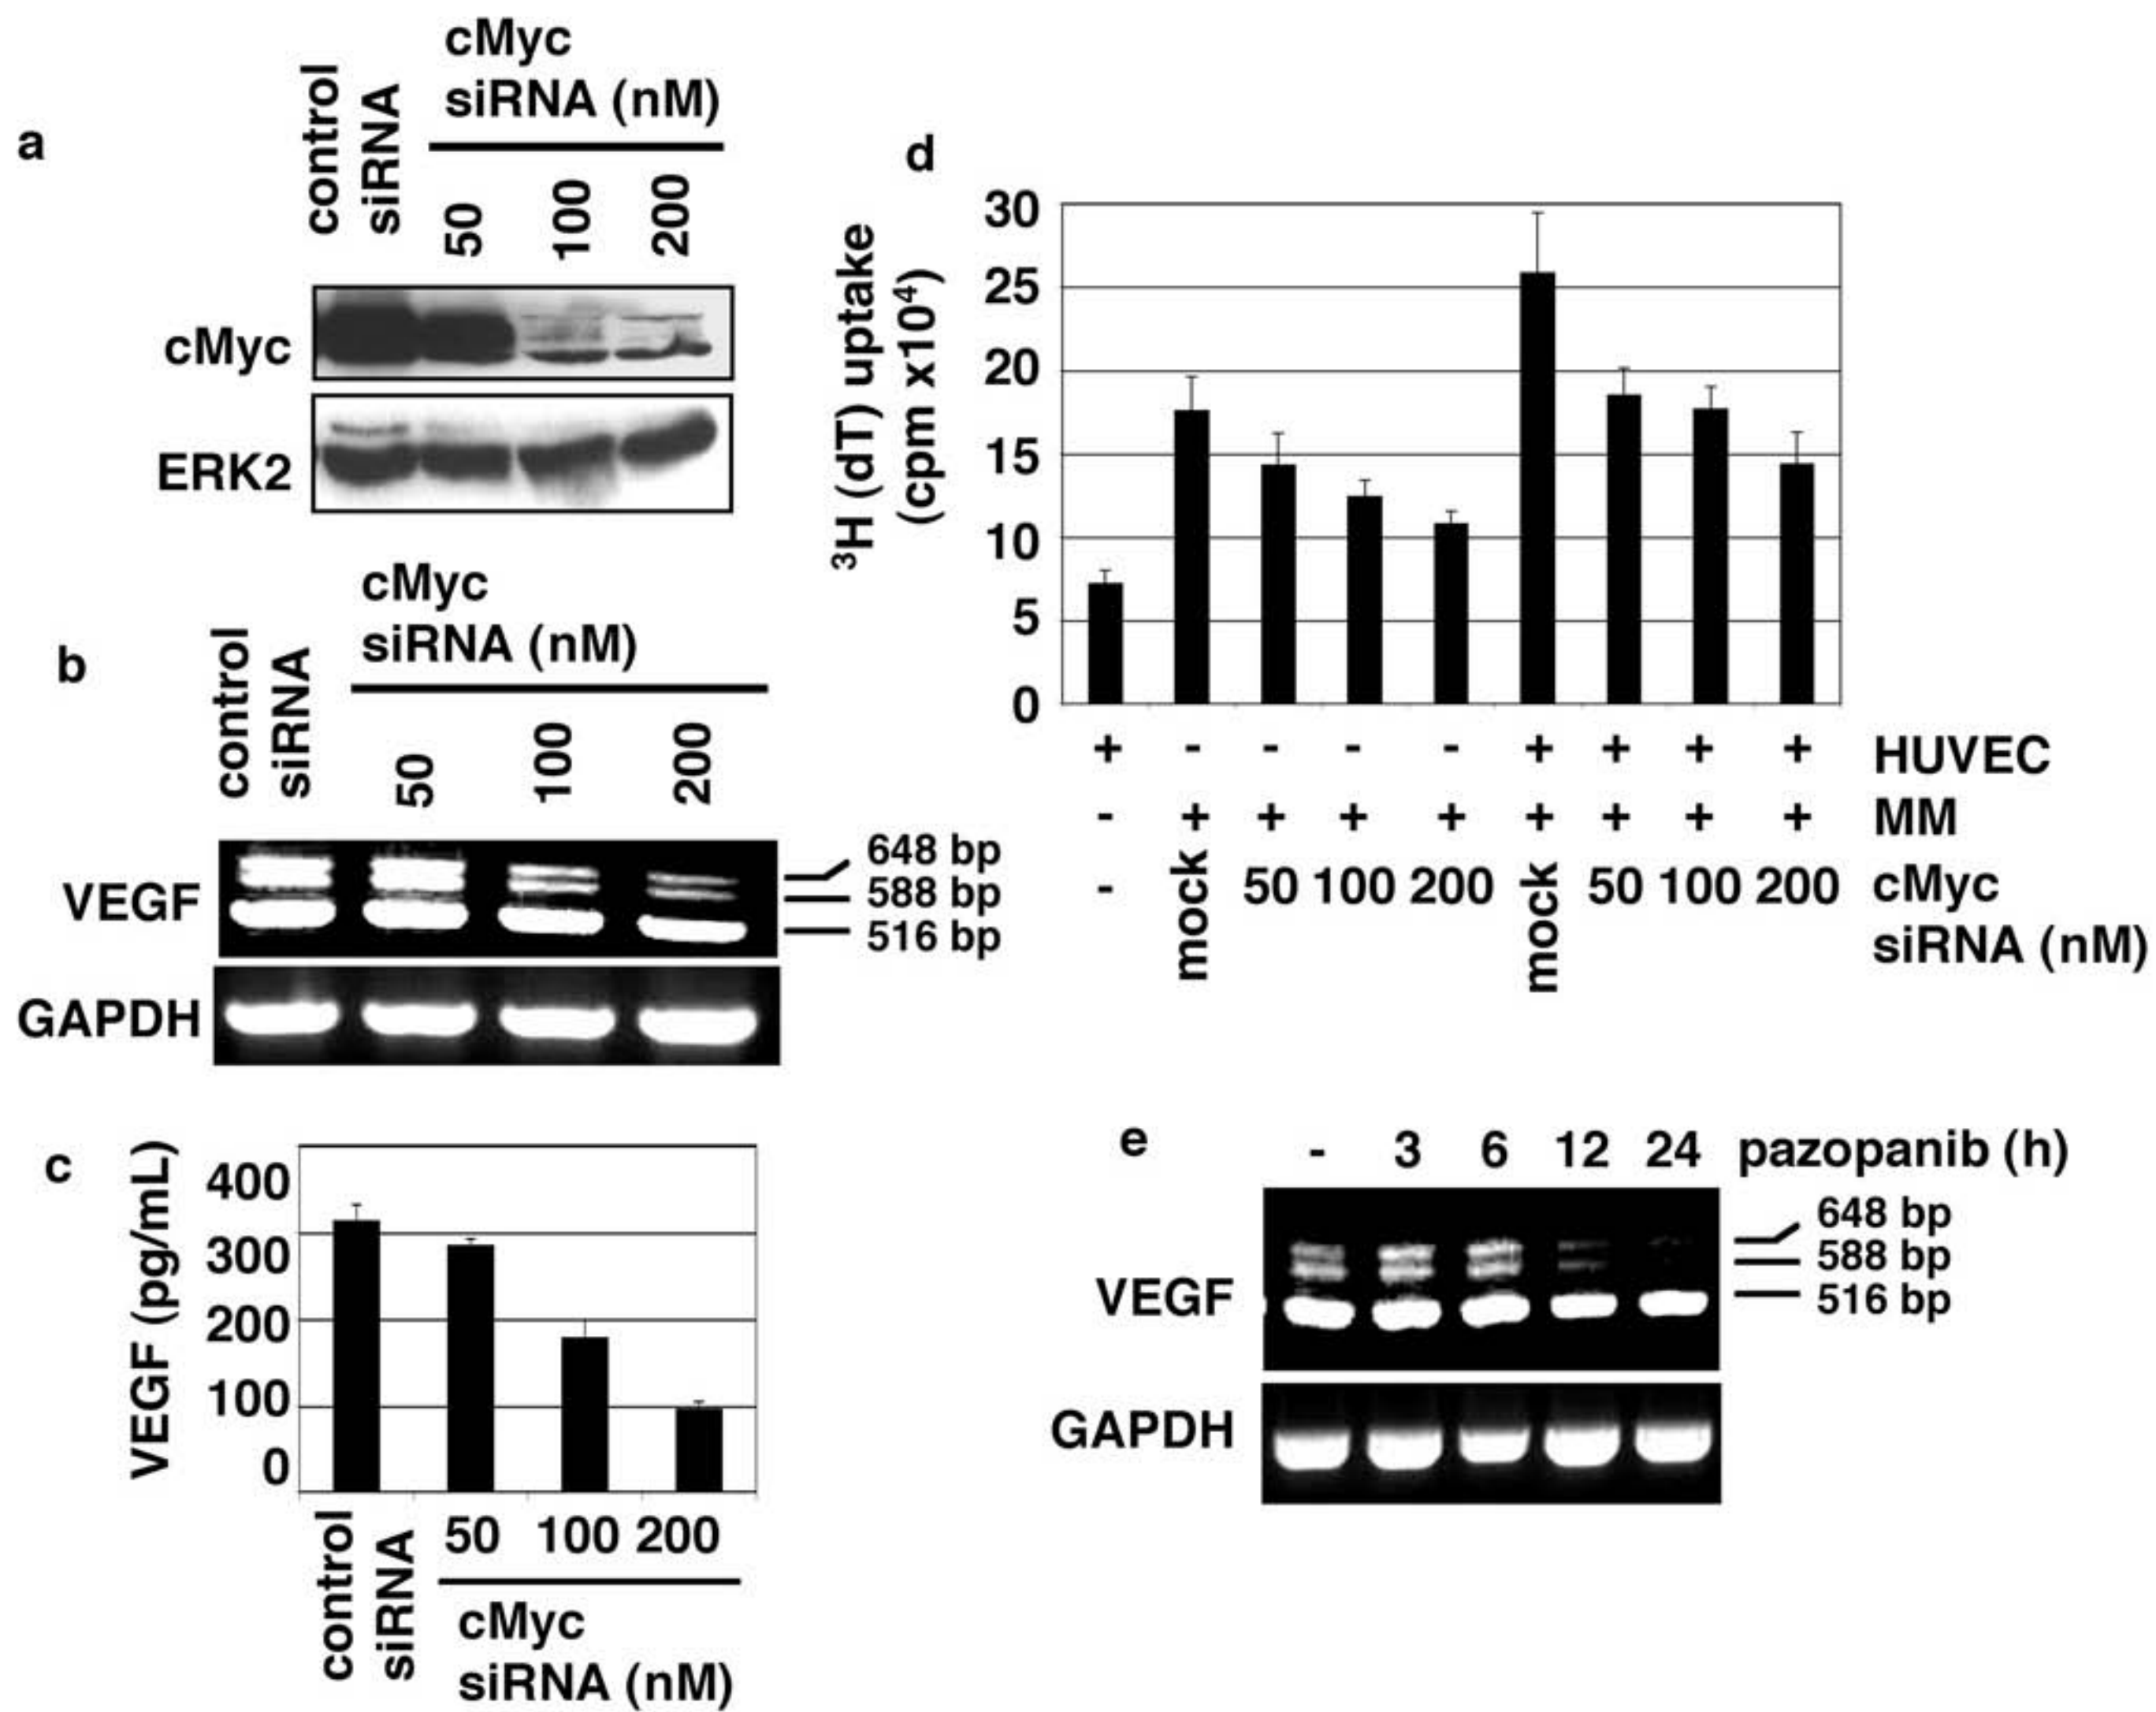 a
control
siRNA
cMyc
siRNA (nM)
50 100 200
cMyc
ERK2
b
control
siRNA
cMyc
siRNA (nM)
50 100 200
VEGF
648 bp
588 bp
516 bp
GAPDH
c
VEGF (pg/mL)
400
300
200
100
0
control
siRNA
50 100 200
cMyc
siRNA (nM)
d
³H (dT) uptake
(cpm x10⁴)
30
25
20
15
10
5
0
+ - - - - + + + + HUVEC
- + + + + + + + + MM
- mock 50 100 200 mock 50 100 200 cMyc
siRNA (nM)
e
- 3 6 12 24 pazopanib (h)
VEGF
648 bp
588 bp
516 bp
GAPDH